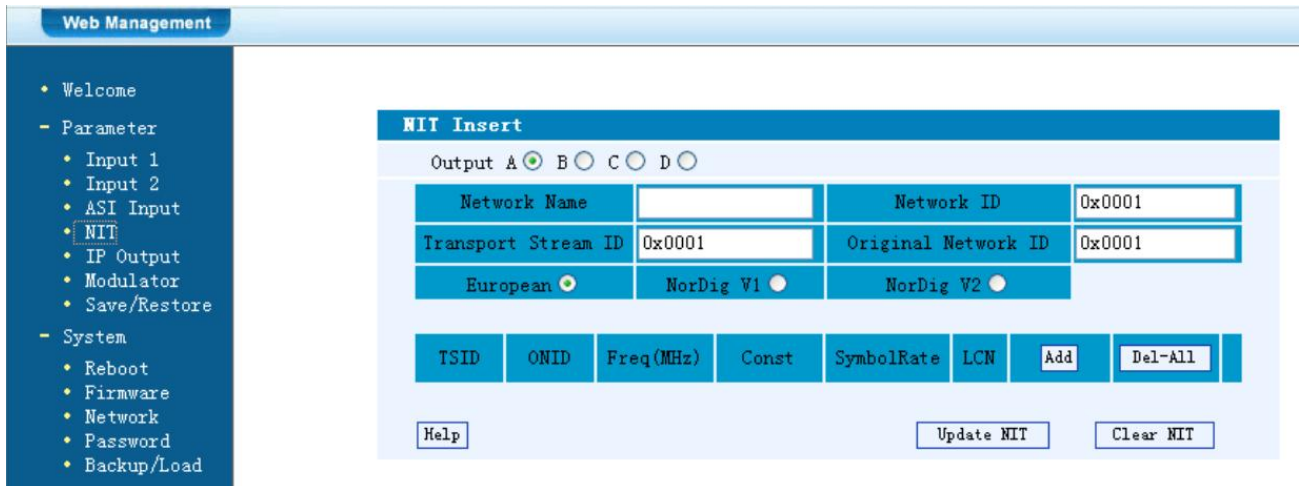 Web Management
Welcome
Parameter
Input 1
Input 2
ASI Input
NIT
IP Output
Modulator
Save/Restore
System
Reboot
Firmware
Network
Password
Backup/Load
NIT Insert
Output A B C D
Network Name Network ID 0x0001
Transport Stream ID 0x0001 Original Network ID 0x0001
European NorDig V1 NorDig V2
TSID ONID Freq(MHz) Const SymbolRate LCN Add Del-All
Help Update NIT Clear NIT